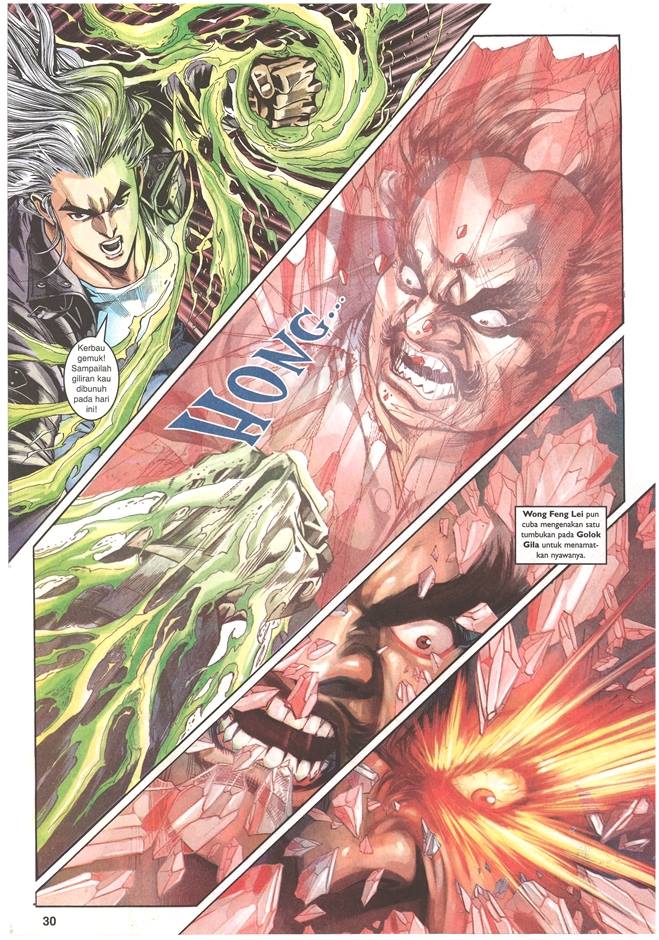 Kerbau
gemuk!
Sampailah
giliran kau
dibunuh
pada hari
ini!
HONG...
Wong Feng Lei pun
cuba mengenakan satu
tumbukan pada Golok
Gila untuk menamat-
kan nyawanya.
30